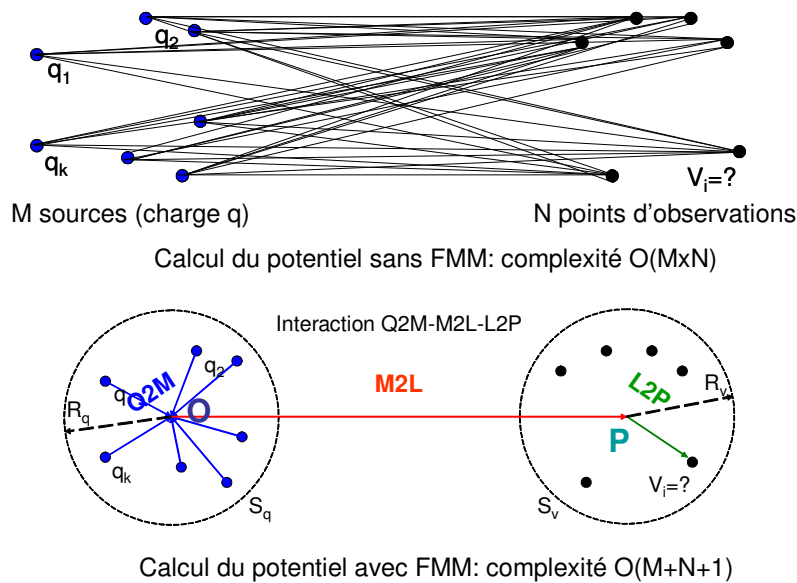 q2
q1
qk
Vi=?
M sources (charge q)
N points d'observations
Calcul du potentiel sans FMM: complexité O(MxN)
Interaction Q2M-M2L-L2P
q2
Q2M
q
M2L
L2P
Rv
Rq
O
P
qk
Vi=?
Sq
Sv
Calcul du potentiel avec FMM: complexité O(M+N+1)